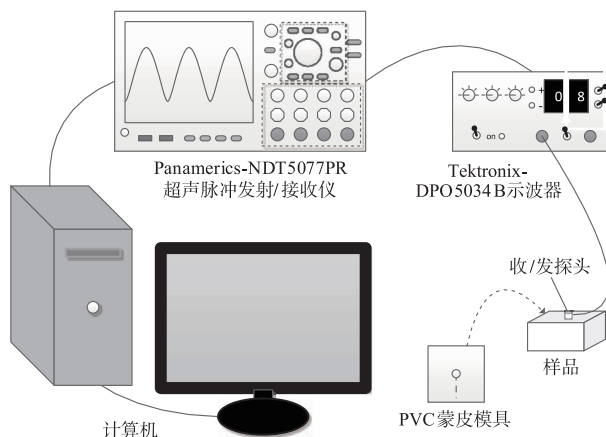 +
-
0 8
on
Panamerics-NDT5077PR
超声脉冲发射/接收仪
Tektronix-
DPO5034B示波器
收/发探头
样品
PVC蒙皮模具
计算机